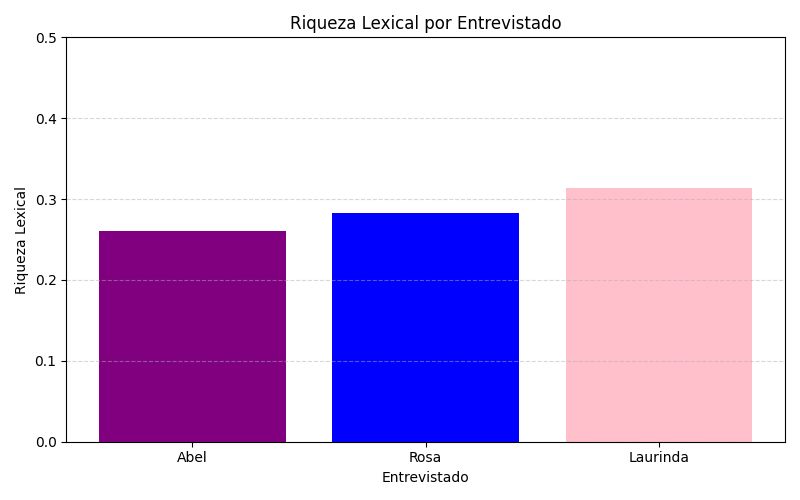 Riqueza Lexical por Entrevistado
0.5
0.4
0.3
0.2
0.1
0.0
Riqueza Lexical
Abel
Rosa
Laurinda
Entrevistado